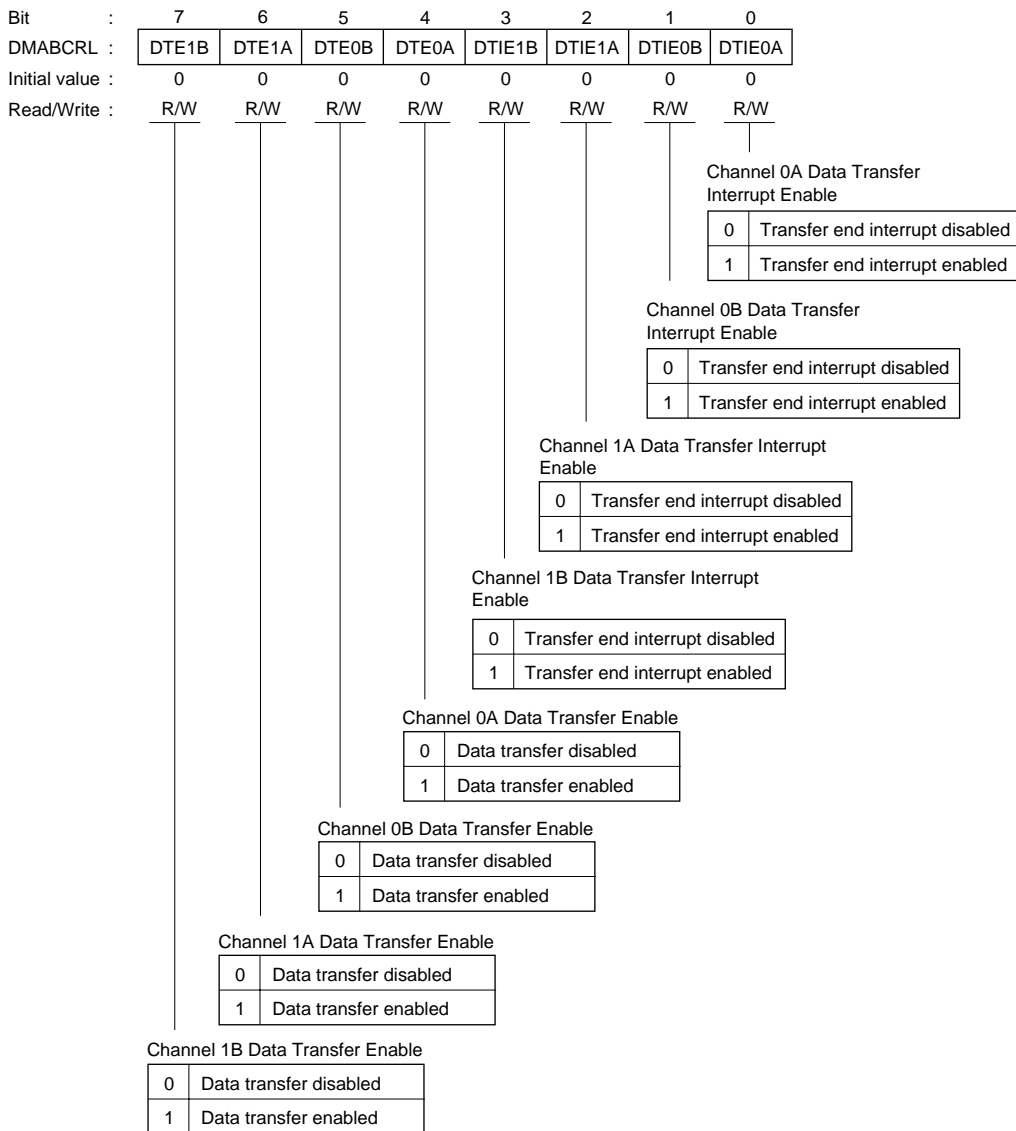 Bit : 7 6 5 4 3 2 1 0
DMABCRL : DTE1B DTE1A DTE0B DTE0A DTIE1B DTIE1A DTIE0B DTIE0A
Initial value : 0 0 0 0 0 0 0 0
Read/Write : R/W R/W R/W R/W R/W R/W R/W R/W
Channel 0A Data Transfer
Interrupt Enable
0 Transfer end interrupt disabled
1 Transfer end interrupt enabled
Channel 0B Data Transfer
Interrupt Enable
0 Transfer end interrupt disabled
1 Transfer end interrupt enabled
Channel 1A Data Transfer Interrupt
Enable
0 Transfer end interrupt disabled
1 Transfer end interrupt enabled
Channel 1B Data Transfer Interrupt
Enable
0 Transfer end interrupt disabled
1 Transfer end interrupt enabled
Channel 0A Data Transfer Enable
0 Data transfer disabled
1 Data transfer enabled
Channel 0B Data Transfer Enable
0 Data transfer disabled
1 Data transfer enabled
Channel 1A Data Transfer Enable
0 Data transfer disabled
1 Data transfer enabled
Channel 1B Data Transfer Enable
0 Data transfer disabled
1 Data transfer enabled